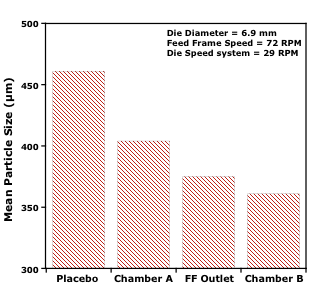 500
Die Diameter = 6.9 mm
Feed Frame Speed = 72 RPM
Die Speed system = 29 RPM
450
400
350
300
Mean Particle Size (μm)
Placebo Chamber A FF Outlet Chamber B